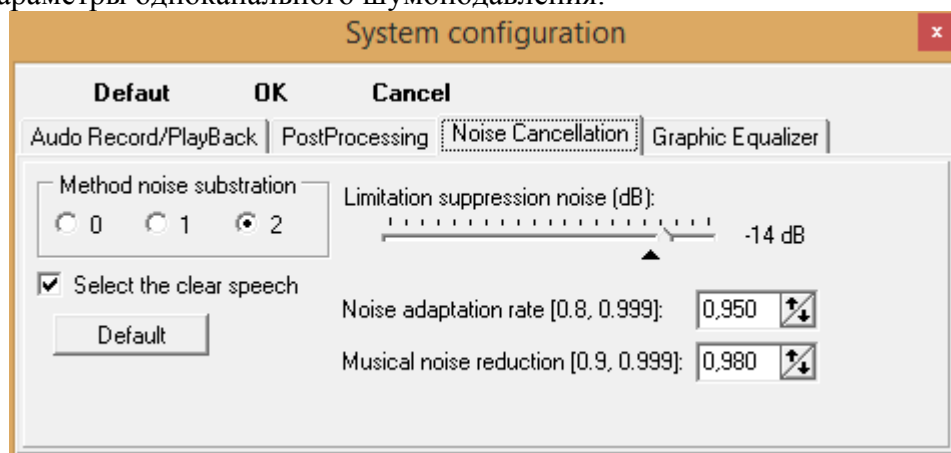 одноканального шумоподавления:
System configuration
x
Defaut OK Cancel
Audo Record/PlayBack PostProcessing Noise Cancellation Graphic Equalizer
Method noise substration
0 1 2
Limitation suppression noise (dB):
-14 dB
Select the clear speech
Default
Noise adaptation rate [0.8, 0.999]: 0,950
Musical noise reduction [0.9, 0.999]: 0,980